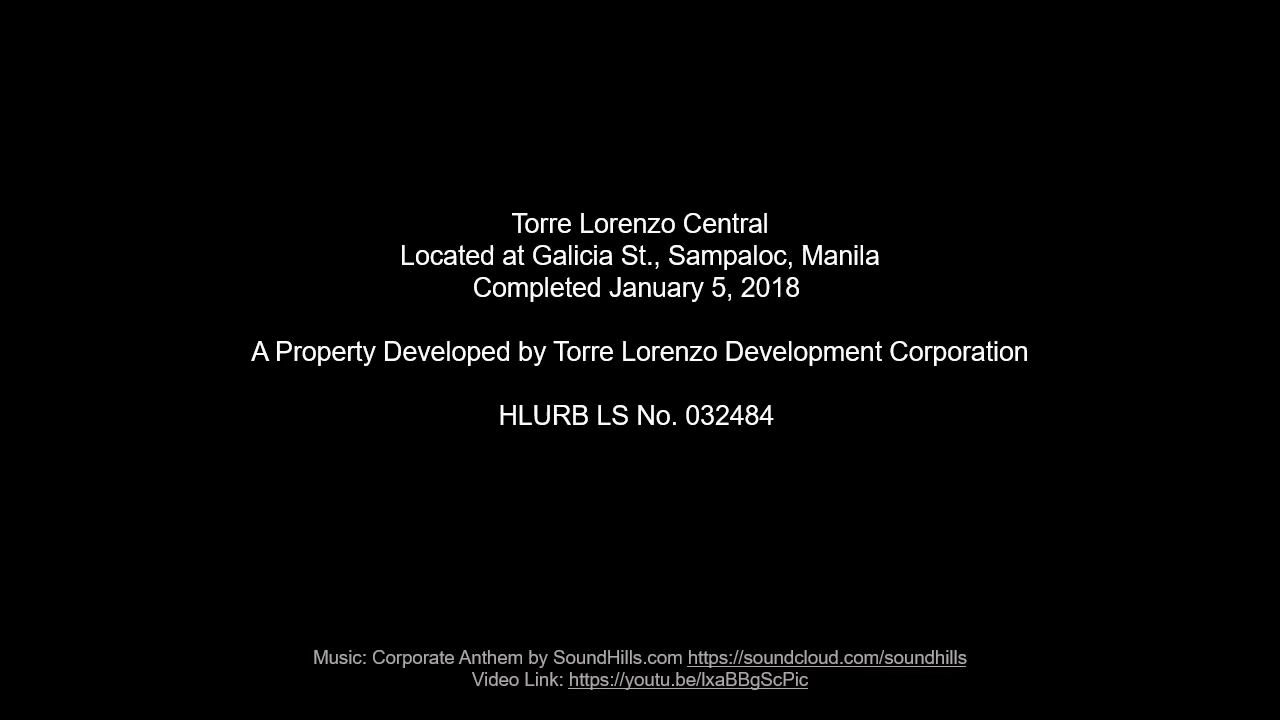 Torre Lorenzo Central
Located at Galicia St., Sampaloc, Manila
Completed January 5, 2018
A Property Developed by Torre Lorenzo Development Corporation
HLURB LS No. 032484
Music: Corporate Anthem by SoundHills.com https://soundcloud.com/soundhills
Video Link: https://youtu.be/IxaBBgScPic